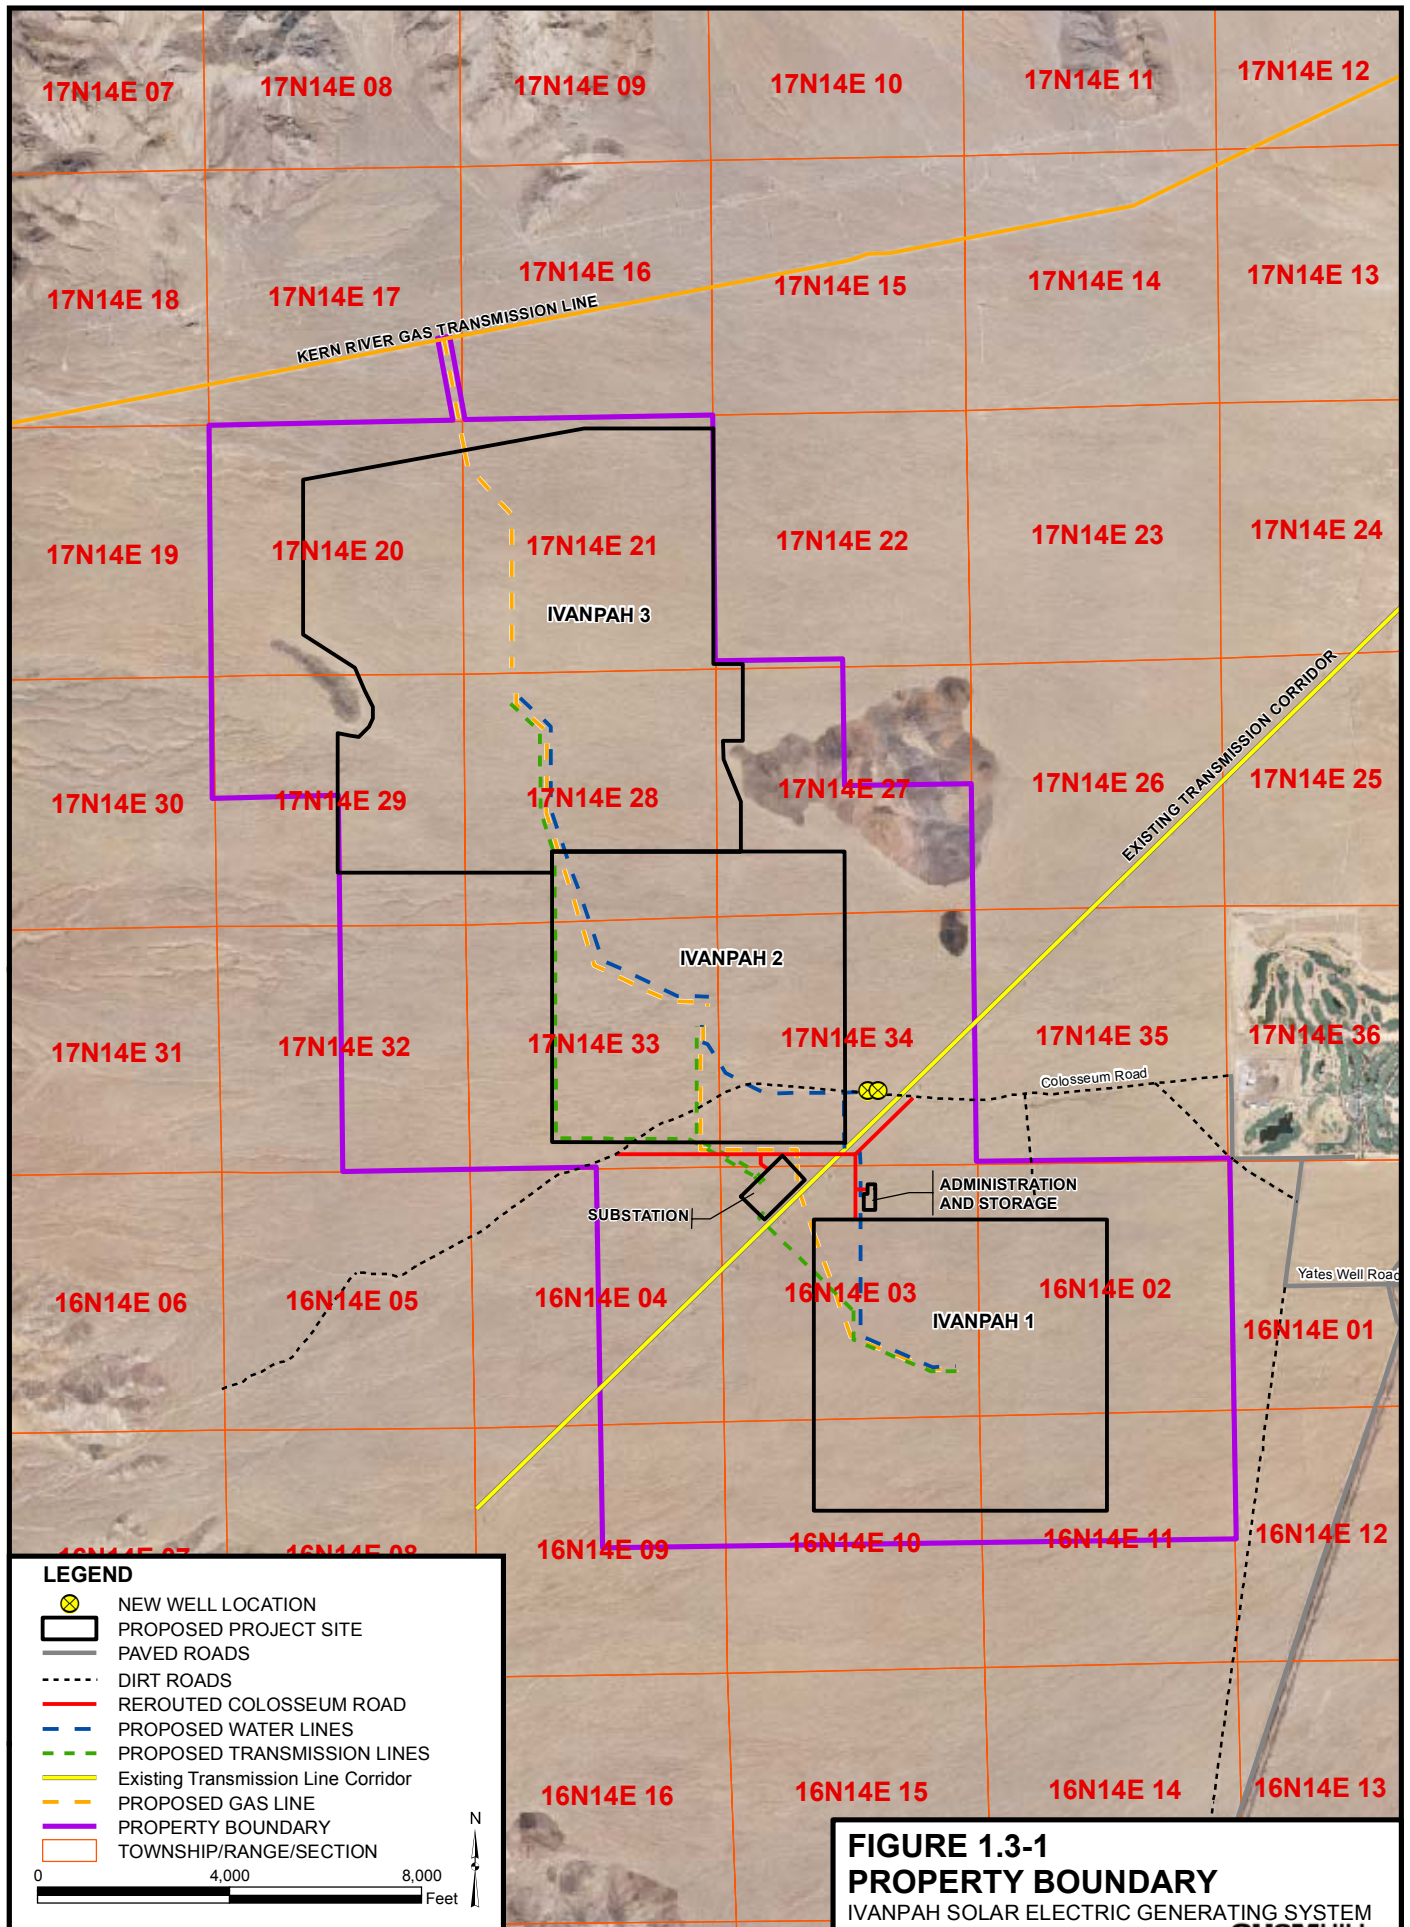 17N14E 07
17N14E 08
17N14E 09
17N14E 10
17N14E 11
17N14E 12
17N14E 18
17N14E 17
17N14E 16
17N14E 15
17N14E 14
17N14E 13
KERN RIVER GAS TRANSMISSION LINE
17N14E 19
17N14E 20
17N14E 21
17N14E 22
17N14E 23
17N14E 24
IVANPAH 3
EXISTING TRANSMISSION CORRIDOR
17N14E 30
17N14E 29
17N14E 28
17N14E 27
17N14E 26
17N14E 25
IVANPAH 2
17N14E 31
17N14E 32
17N14E 33
17N14E 34
17N14E 35
17N14E 36
Colosseum Road
ADMINISTRATION
AND STORAGE
SUBSTATION
Yates Well Road
16N14E 06
16N14E 05
16N14E 04
16N14E 03
16N14E 02
16N14E 01
IVANPAH 1
16N14E 07
16N14E 08
16N14E 09
16N14E 10
16N14E 11
16N14E 12
LEGEND
NEW WELL LOCATION
PROPOSED PROJECT SITE
PAVED ROADS
DIRT ROADS
REROUTED COLOSSEUM ROAD
PROPOSED WATER LINES
PROPOSED TRANSMISSION LINES
Existing Transmission Line Corridor
PROPOSED GAS LINE
PROPERTY BOUNDARY
TOWNSHIP/RANGE/SECTION
N
0 4,000 8,000
Feet
16N14E 16
16N14E 15
16N14E 14
16N14E 13
FIGURE 1.3-1
PROPERTY BOUNDARY
IVANPAH SOLAR ELECTRIC GENERATING SYSTEM